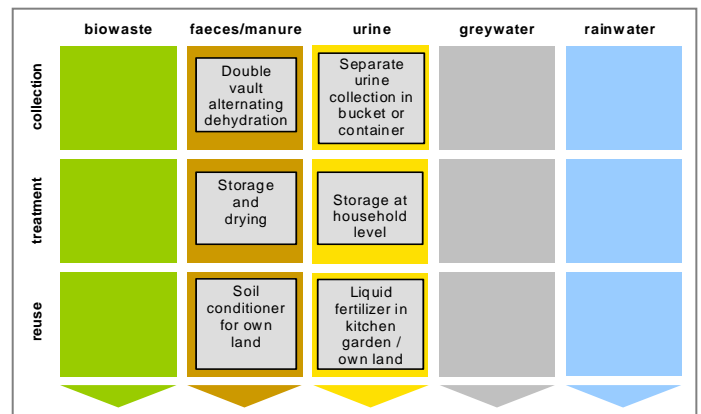 biowaste faeces/manure urine greywater rainwater
collection
Double
vault
alternating
dehydration
Separate
urine
collection in
bucket or
container
treatment
Storage
and
drying
Storage at
household
level
reuse
Soil
conditioner
for own
land
Liquid
fertilizer in
kitchen
garden /
own land